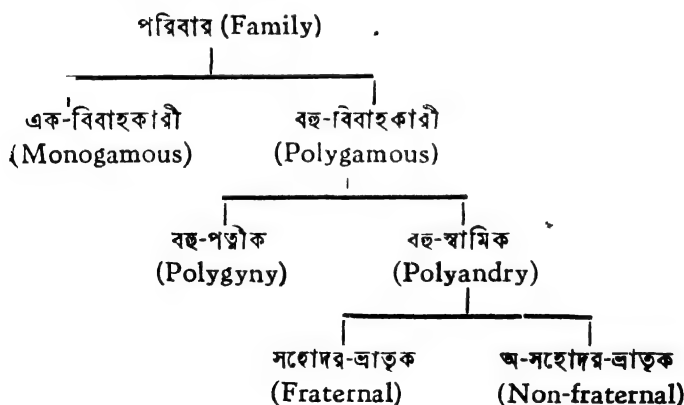 পরিবার (Family)
এক-বিবাহকারী বহু-বিবাহকারী
(Monogamous) (Polygamous)
বহু-পত্নীক বহু-স্বামিক
(Polygyny) (Polyandry)
সহোদর-ভ্রাতৃক অ-সহোদর-ভ্রাতৃক
(Fraternal) (Non-fraternal)